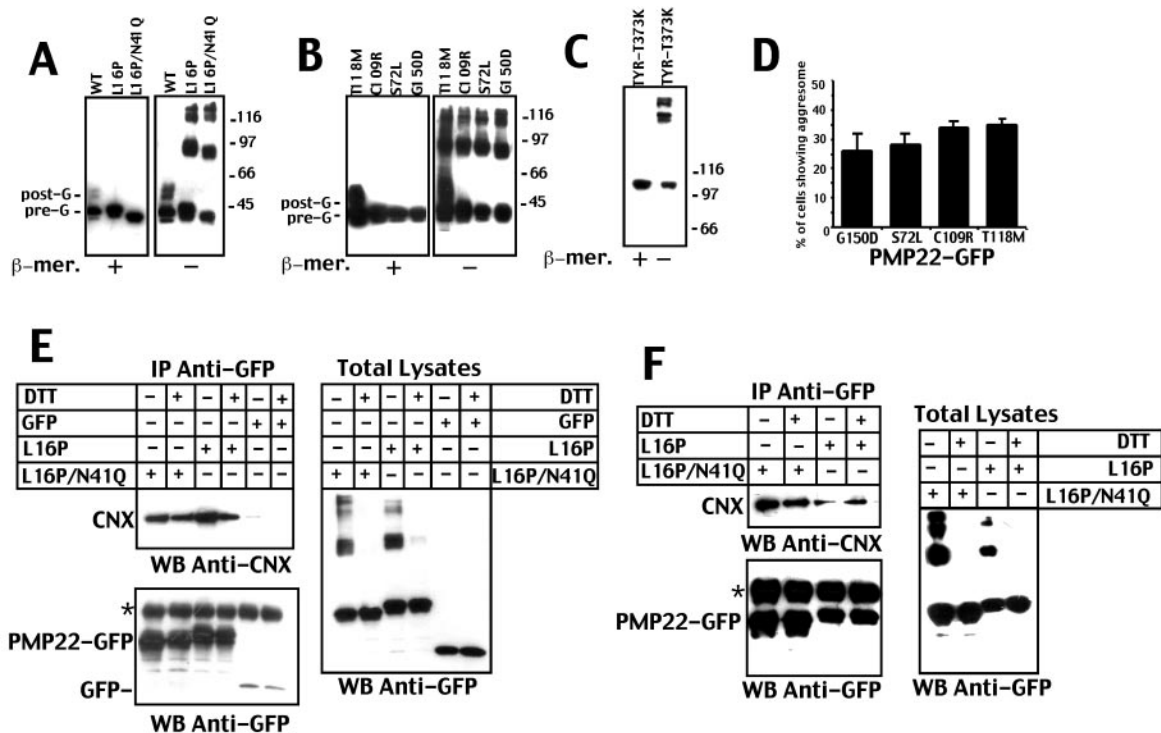 A
WT
L16P
L16P/N41Q
WT
L16P
L16P/N41Q
-116
-97
66
-45
post-G -
pre-G -
β-mer. + −
B
T118M
C109R
S72L
G150D
T118M
C109R
S72L
G150D
-116
-97
66
-45
post-G -
pre-G -
β-mer. + −
C
TYR-T373K
TYR-T373K
116
- 97
- 66
β-mer. + −
D
% of cells showing aggresome
50
40
30
20
10
0
G150D S72L C109R T118M
PMP22-GFP
E
IP Anti-GFP
DTT − + − + − +
GFP − − − − + +
L16P − − + + − −
L16P/N41Q + + − − − −
CNX
WB Anti-CNX
*
PMP22-GFP
GFP-
WB Anti-GFP
Total Lysates
− + − + − + DTT
− − − − + + GFP
− − + + − − L16P
+ + − − − − L16P/N41Q
WB Anti-GFP
F
IP Anti-GFP
DTT − + − +
L16P − − + +
L16P/N41Q + + − −
CNX
WB Anti-CNX
*
PMP22-GFP
WB Anti-GFP
Total Lysates
− + − + DTT
− − + + L16P
+ + − − L16P/N41Q
WB Anti-GFP